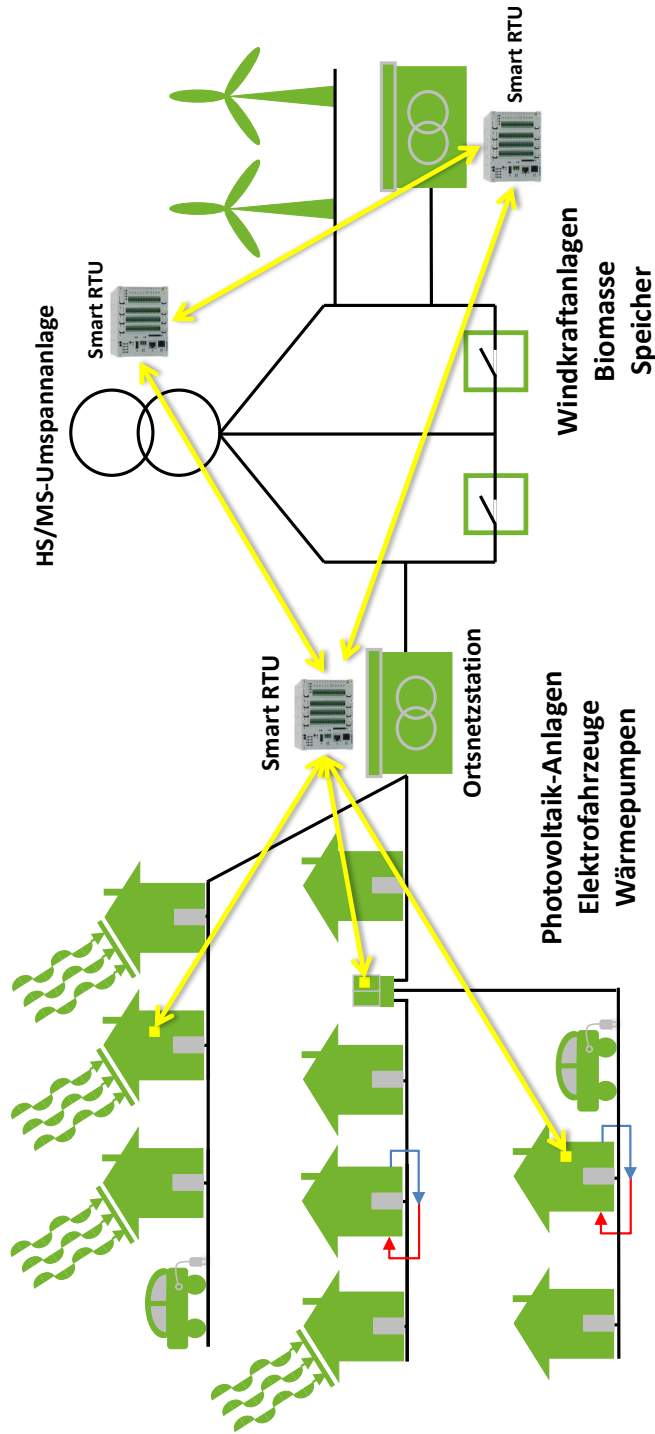 HS/MS-Umspannanlage
Smart RTU
Smart RTU
Smart RTU
Ortsnetzstation
Photovoltaik-Anlagen
Elektrofahrzeuge
Wärmepumpen
Windkraftanlagen
Biomasse
Speicher